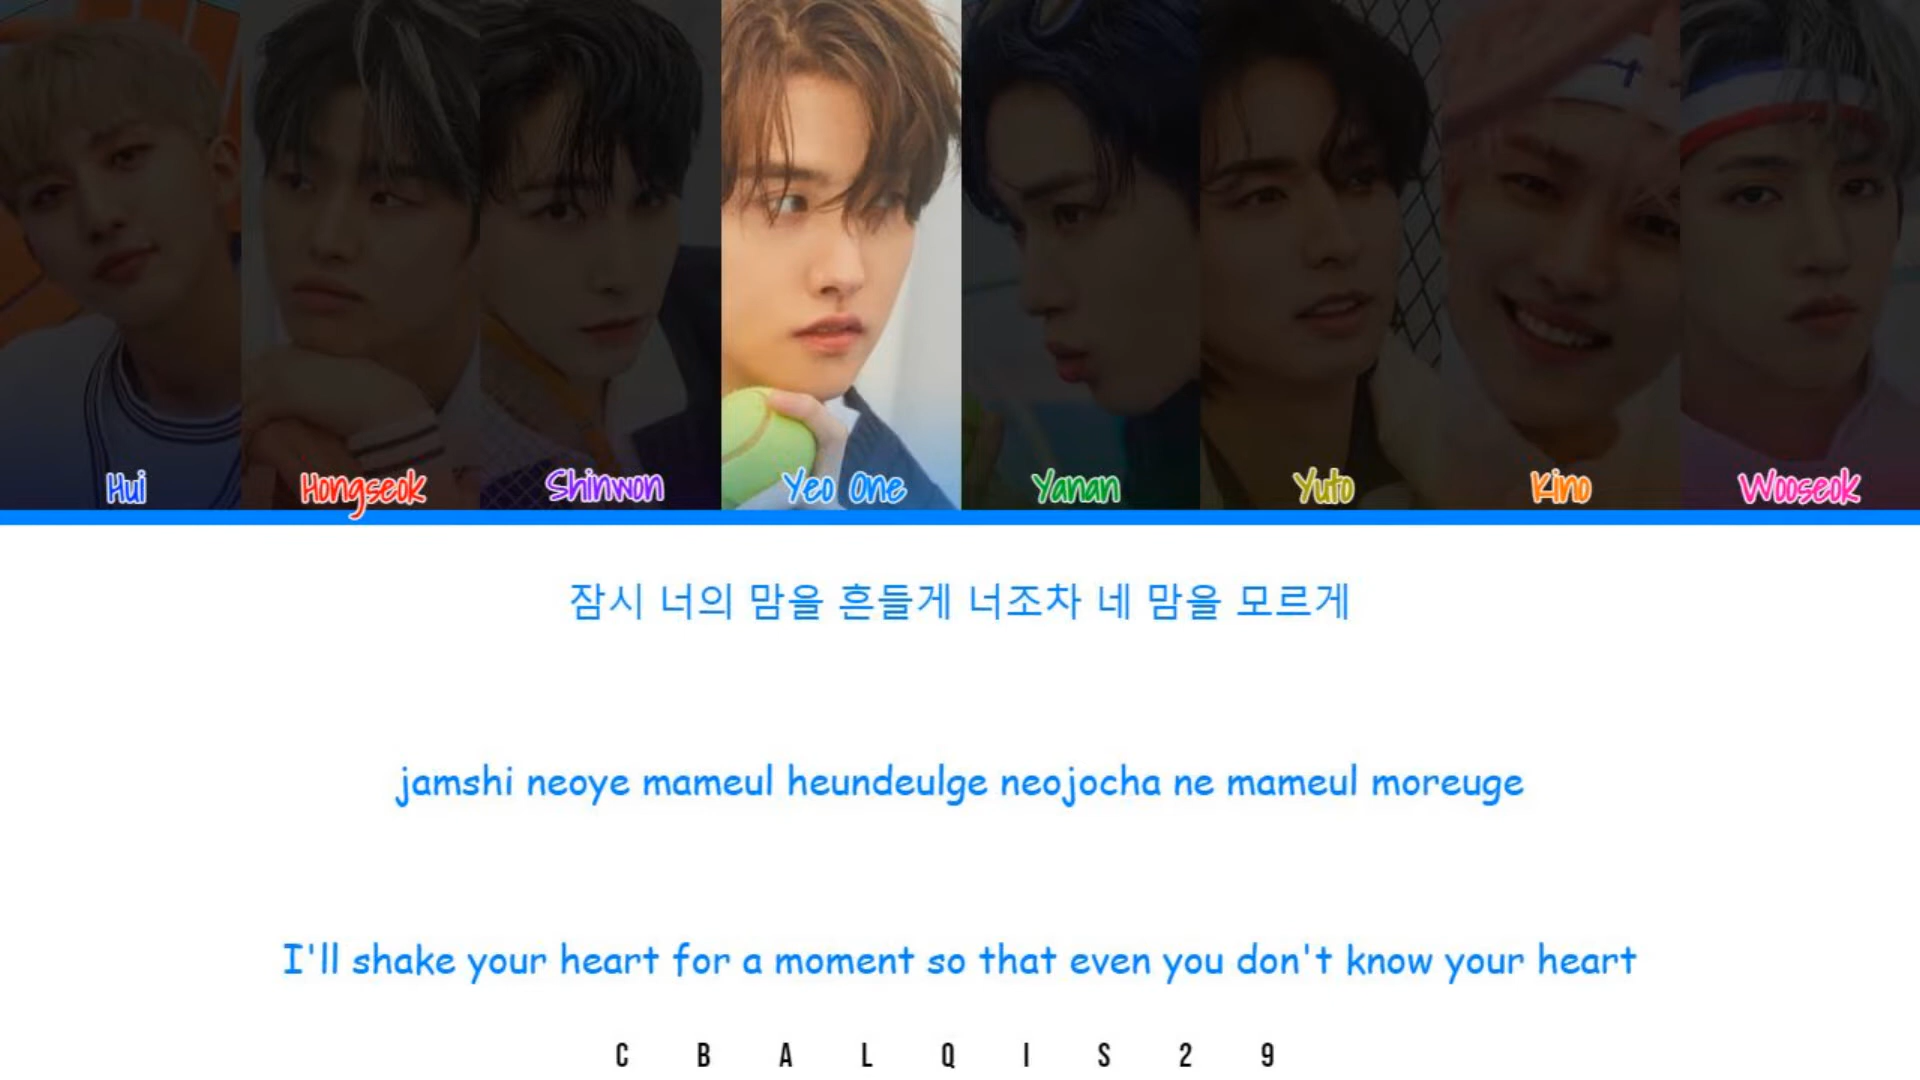 Hui Hongseok Shinwon Yeo One Yanan Yuto Kino Wooseok
잠시 너의 맘을 흔들게 너조차 네 맘을 모르게
jamshi neoye mameul heundeulge neojocha ne mameul moreuge
I'll shake your heart for a moment so that even you don't know your heart
CBALQIS29